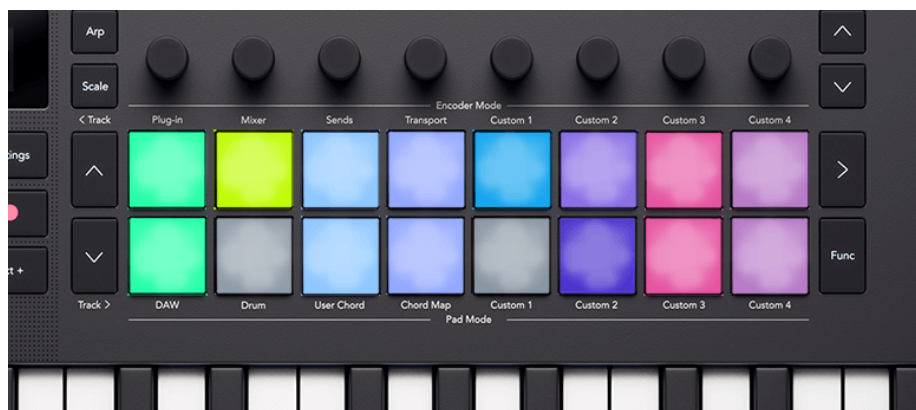 Arp
Scale
Encoder Mode
< Track Plug-in Mixer Sends Transport Custom 1 Custom 2 Custom 3 Custom 4
Func
Track > DAW Drum User Chord Chord Map Custom 1 Custom 2 Custom 3 Custom 4
Pad Mode